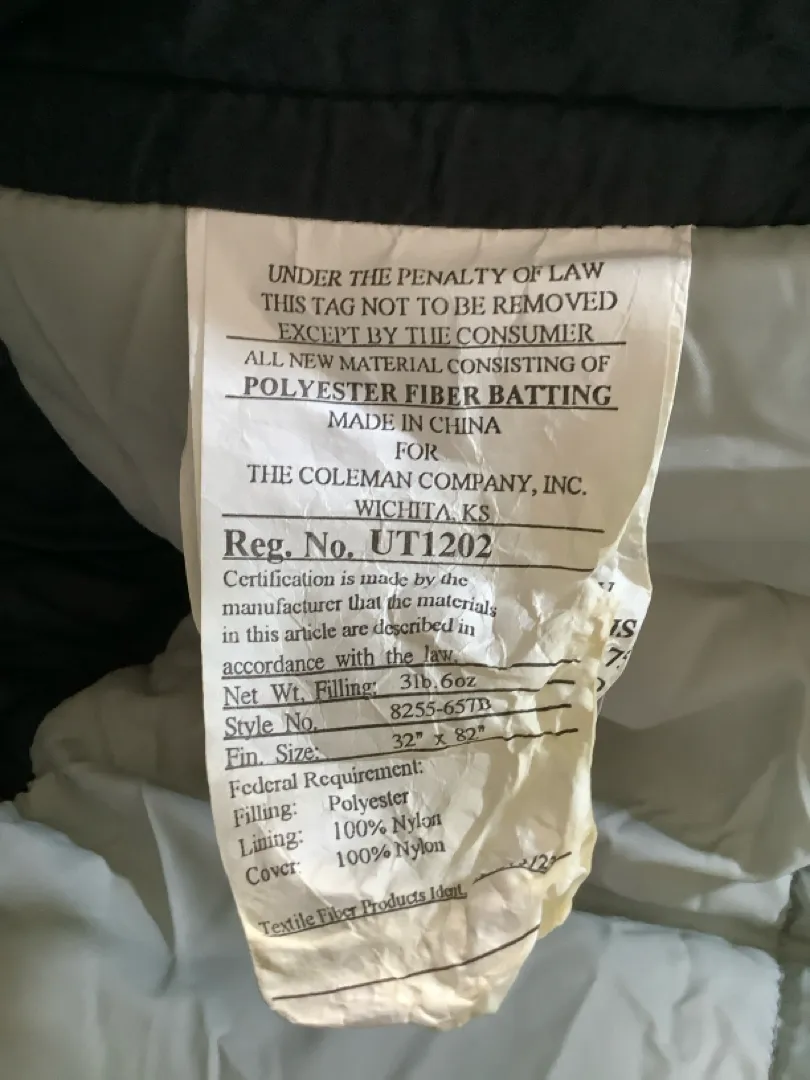 UNDER THE PENALTY OF LAW
THIS TAG NOT TO BE REMOVED
EXCEPT BY THE CONSUMER
ALL NEW MATERIAL CONSISTING OF
POLYESTER FIBER BATTING
MADE IN CHINA
FOR
THE COLEMAN COMPANY, INC.
WICHITA, KS
Reg. No. UT1202
Certification is made by the
manufacturer that the materials
in this article are described in
accordance with the law.
Net Wt. Filling: 3lb.6oz
Style No. 8255-657B
Fin. Size: 32" x 82"
Federal Requirement:
Filling: Polyester
Lining: 100% Nylon
Cover: 100% Nylon
Textile Fiber Products Ident.